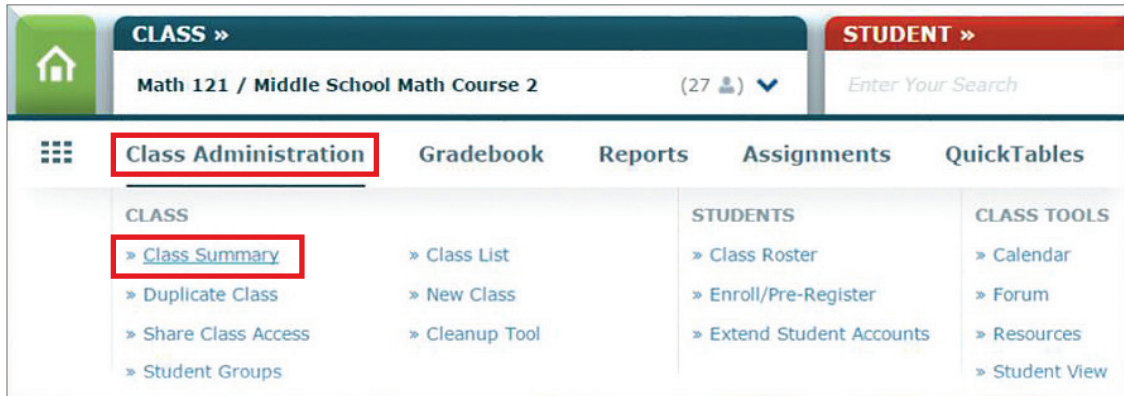 CLASS »
STUDENT »
Math 121 / Middle School Math Course 2 (27 )
Enter Your Search
Class Administration Gradebook Reports Assignments QuickTables
CLASS STUDENTS CLASS TOOLS
» Class Summary » Class List » Class Roster » Calendar
» Duplicate Class » New Class » Enroll/Pre-Register » Forum
» Share Class Access » Cleanup Tool » Extend Student Accounts » Resources
» Student Groups » Student View